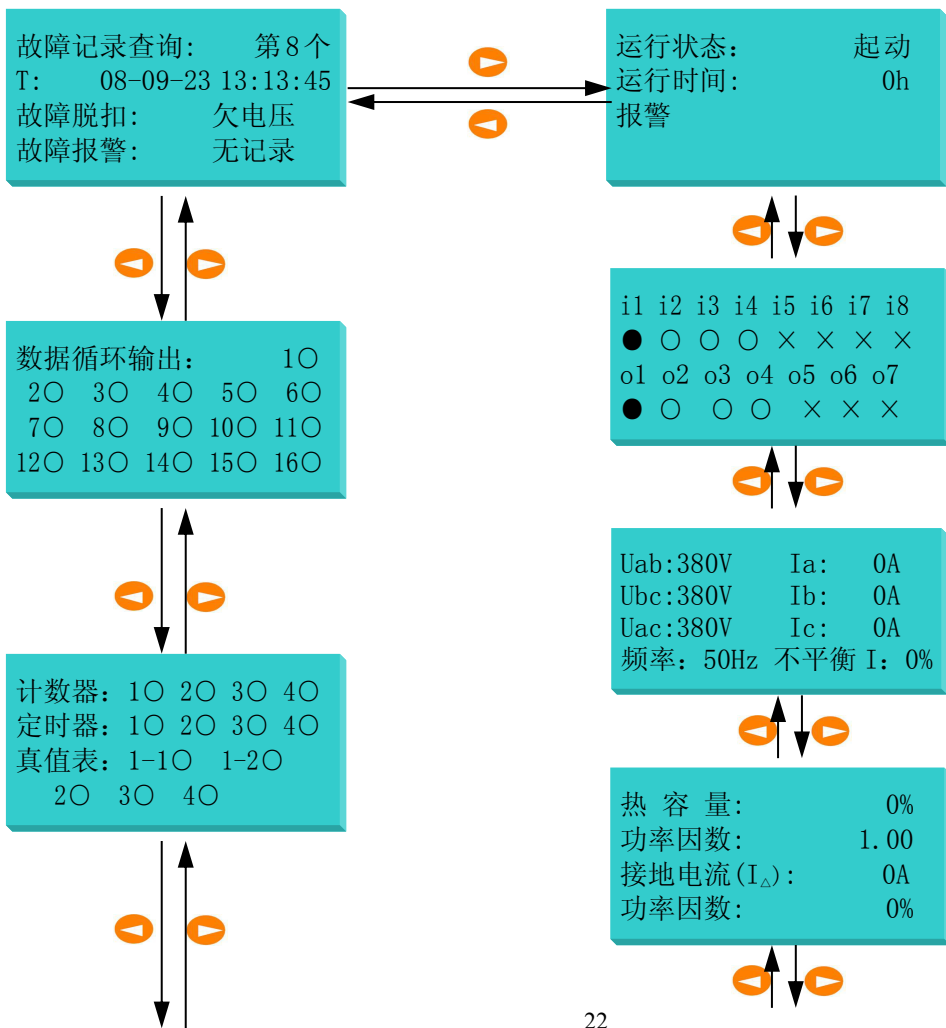 故障记录查询: 第8个
T: 08-09-23 13:13:45
故障脱扣: 欠电压
故障报警: 无记录
数据循环输出: 1○
2○ 3○ 4○ 5○ 6○
7○ 8○ 9○ 10○ 11○
12○ 13○ 14○ 15○ 16○
计数器: 1○ 2○ 3○ 4○
定时器: 1○ 2○ 3○ 4○
真值表: 1-1○ 1-2○
2○ 3○ 4○
运行状态: 起动
运行时间: 0h
报警
i1 i2 i3 i4 i5 i6 i7 i8
● ○ ○ ○ × × × ×
o1 o2 o3 o4 o5 o6 o7
● ○ ○ ○ × × ×
Uab:380V Ia: 0A
Ubc:380V Ib: 0A
Uac:380V Ic: 0A
频率: 50Hz 不平衡 I: 0%
热 容 量: 0%
功率因数: 1.00
接地电流(I△): 0A
功率因数: 0%
22